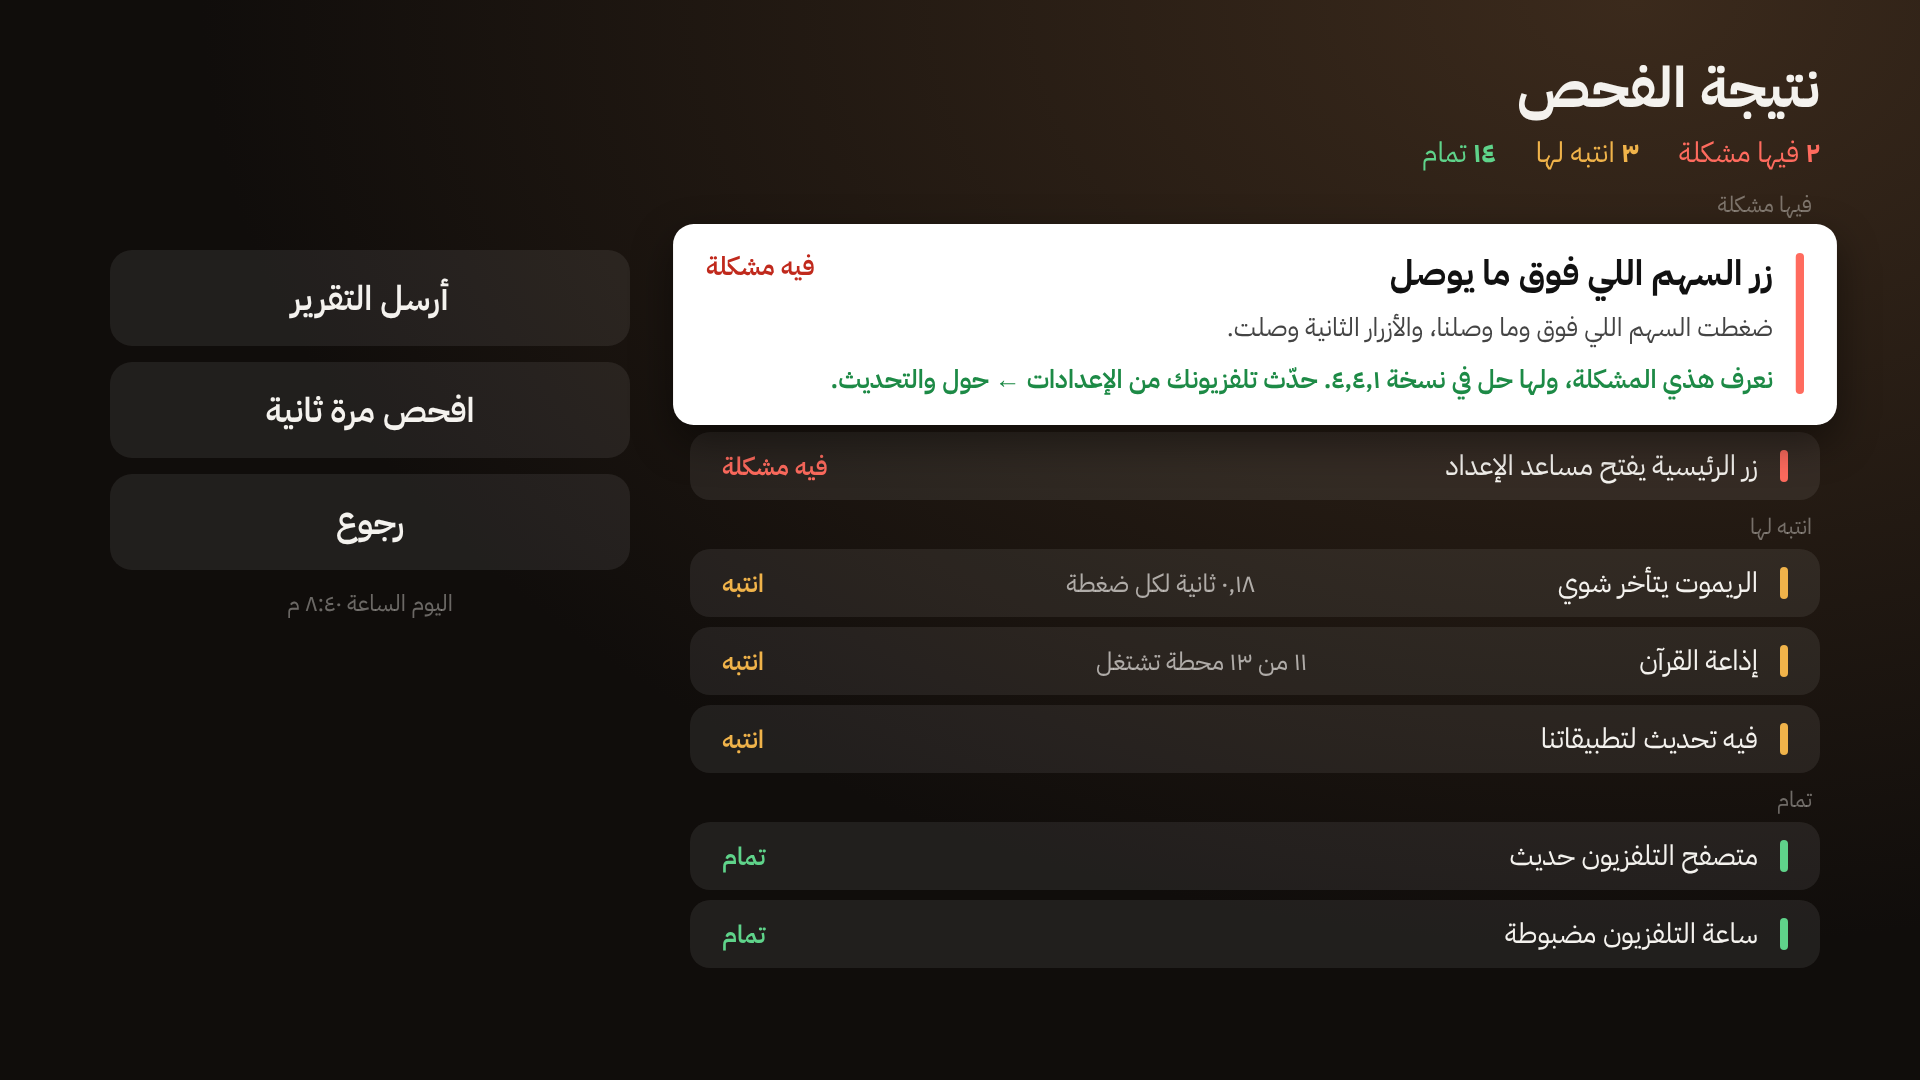 نتيجة الفحص
٢ فيها مشكلة ٣ انتبه لها ١٤ تمام
فيها مشكلة
زر السهم اللي فوق ما يوصل
فيه مشكلة
ضغطت السهم اللي فوق وما وصلنا، والأزرار الثانية وصلت.
نعرف هذي المشكلة، ولها حل في نسخة ٤,٤,١. حدّث تلفزيونك من الإعدادات ← حول والتحديث.
زر الرئيسية يفتح مساعد الإعداد
فيه مشكلة
انتبه لها
الريموت يتأخر شوي
٠,١٨ ثانية لكل ضغطة
انتبه
إذاعة القرآن
١١ من ١٣ محطة تشتغل
انتبه
فيه تحديث لتطبيقاتنا
انتبه
تمام
متصفح التلفزيون حديث
تمام
ساعة التلفزيون مضبوطة
تمام
أرسل التقرير
افحص مرة ثانية
رجوع
اليوم الساعة ٨:٤٠ م